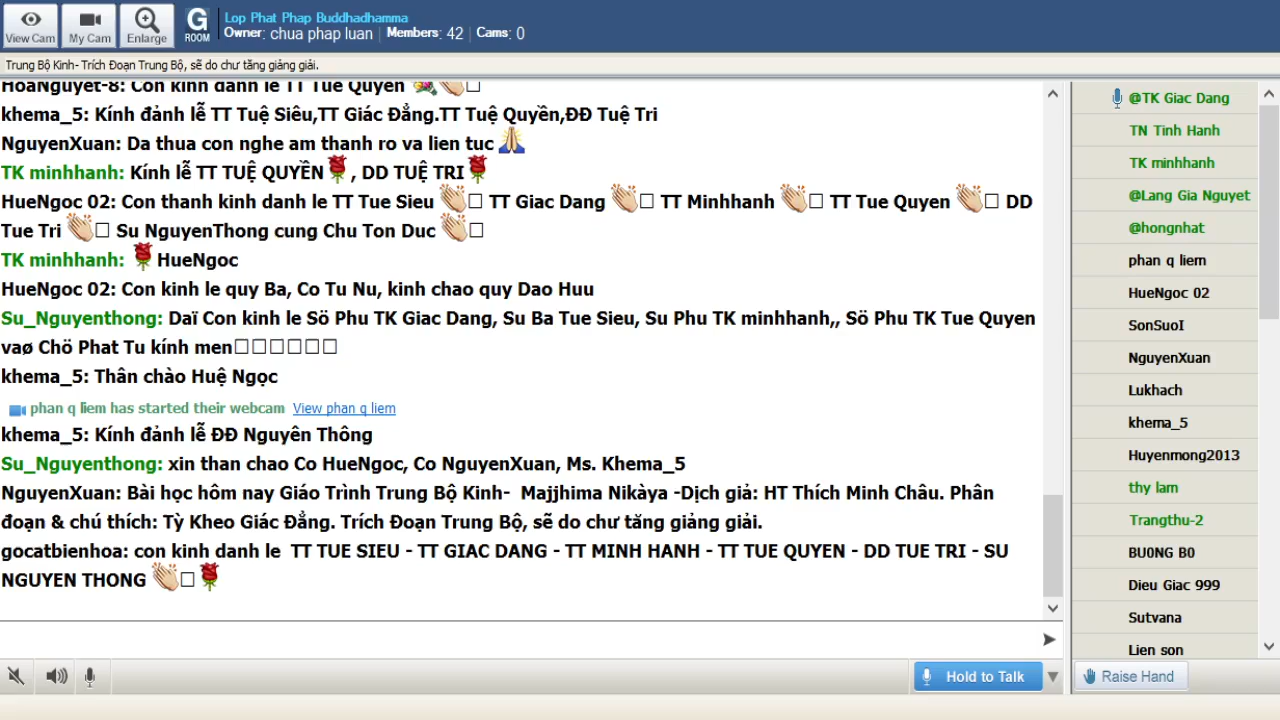 View Cam
My Cam
Enlarge
G
ROOM
Lop Phat Phap Buddhadhamma
Owner: chua phap luan | Members: 42 | Cams: 0
Trung Bộ Kinh- Trích Đoạn Trung Bộ, sẽ do chư tăng giảng giải.
HoaNguyet-8: Con kinh danh le TT Tue Quyen
khema_5: Kính đảnh lễ TT Tuệ Siêu,TT Giác Đẳng.TT Tuệ Quyền,ĐĐ Tuệ Tri
NguyenXuan: Da thua con nghe am thanh ro va lien tuc
TK minhhanh: Kính lễ TT TUỆ QUYỀN, DD TUỆ TRI
HueNgoc 02: Con thanh kinh danh le TT Tue Sieu TT Giac Dang TT Minhhanh TT Tue Quyen DD
Tue Tri Su NguyenThong cung Chu Ton Duc
TK minhhanh: HueNgoc
HueNgoc 02: Con kinh le quy Ba, Co Tu Nu, kinh chao quy Dao Huu
Su_Nguyenthong: Daï Con kinh le Sö Phu TK Giac Dang, Su Ba Tue Sieu, Su Phu TK minhhanh,, Sö Phu TK Tue Quyen
vaø Chö Phat Tu kính men
khema_5: Thân chào Huệ Ngọc
phan q liem has started their webcam View phan q liem
khema_5: Kính đảnh lễ ĐĐ Nguyên Thông
Su_Nguyenthong: xin than chao Co HueNgoc, Co NguyenXuan, Ms. Khema_5
NguyenXuan: Bài học hôm nay Giáo Trình Trung Bộ Kinh- Majjhima Nikàya -Dịch giả: HT Thích Minh Châu. Phân
đoạn & chú thích: Tỳ Kheo Giác Đẳng. Trích Đoạn Trung Bộ, sẽ do chư tăng giảng giải.
gocatbienhoa: con kinh danh le TT TUE SIEU - TT GIAC DANG - TT MINH HANH - TT TUE QUYEN - DD TUE TRI - SU
NGUYEN THONG
Hold to Talk
@TK Giac Dang
TN Tinh Hanh
TK minhhanh
@Lang Gia Nguyet
@hongnhat
phan q liem
HueNgoc 02
SonSuoI
NguyenXuan
Lukhach
khema_5
Huyenmong2013
thy lam
Trangthu-2
BU0NG B0
Dieu Giac 999
Sutvana
Lien son
Raise Hand